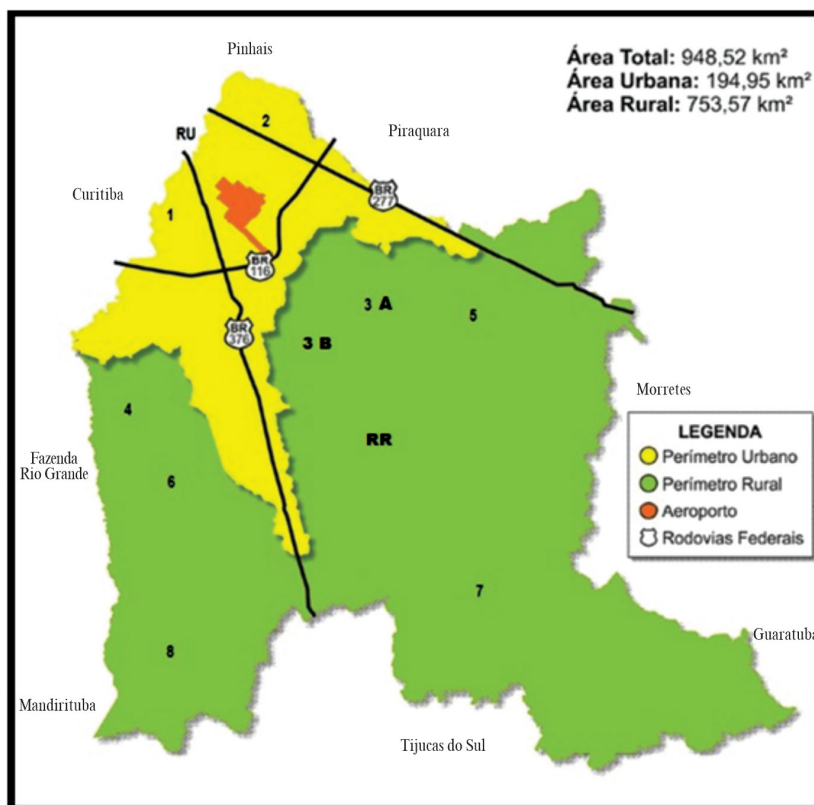 Pinhais
Área Total: 948,52 km²
Área Urbana: 194,95 km²
Área Rural: 753,57 km²
2
RU
Piraquara
Curitiba
BR
277
1
BR
116
3 A
5
BR
376
3 B
Morretes
4
LEGENDA
RR
Fazenda
Rio Grande
Perímetro Urbano
Perímetro Rural
6
Aeroporto
Rodovias Federais
7
Guaratuba
8
Mandirituba
Tijucas do Sul